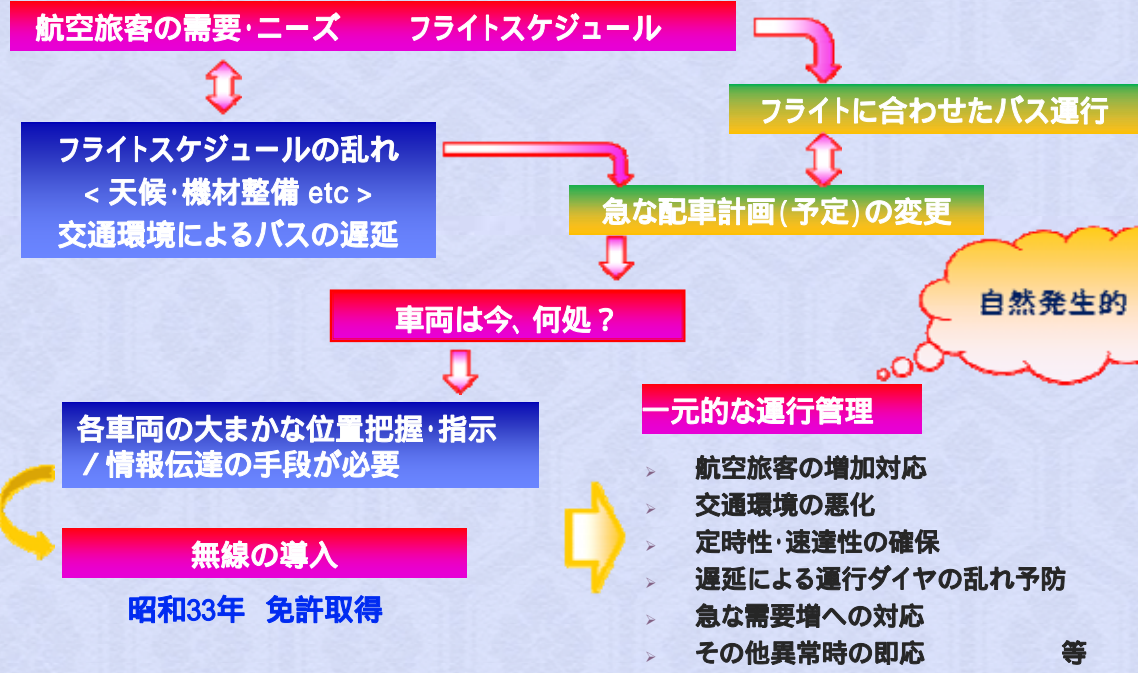 航空旅客の需要･ニーズ　　フライトスケジュール
フライトに合わせたバス運行
フライトスケジュールの乱れ
＜天候･機材整備 etc＞
交通環境によるバスの遅延
急な配車計画(予定)の変更
車両は今、何処？
自然発生的
各車両の大まかな位置把握･指示
／情報伝達の手段が必要
無線の導入
昭和33年　免許取得
一元的な運行管理
航空旅客の増加対応
交通環境の悪化
定時性･速達性の確保
遅延による運行ダイヤの乱れ予防
急な需要増への対応
その他異常時の即応　　　　　等